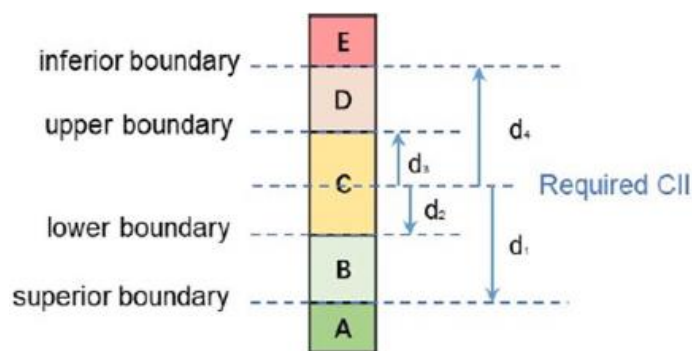 E
inferior boundary
D
upper boundary
d₄
d₃
C
Required CII
d₂
lower boundary
d₁
B
superior boundary
A